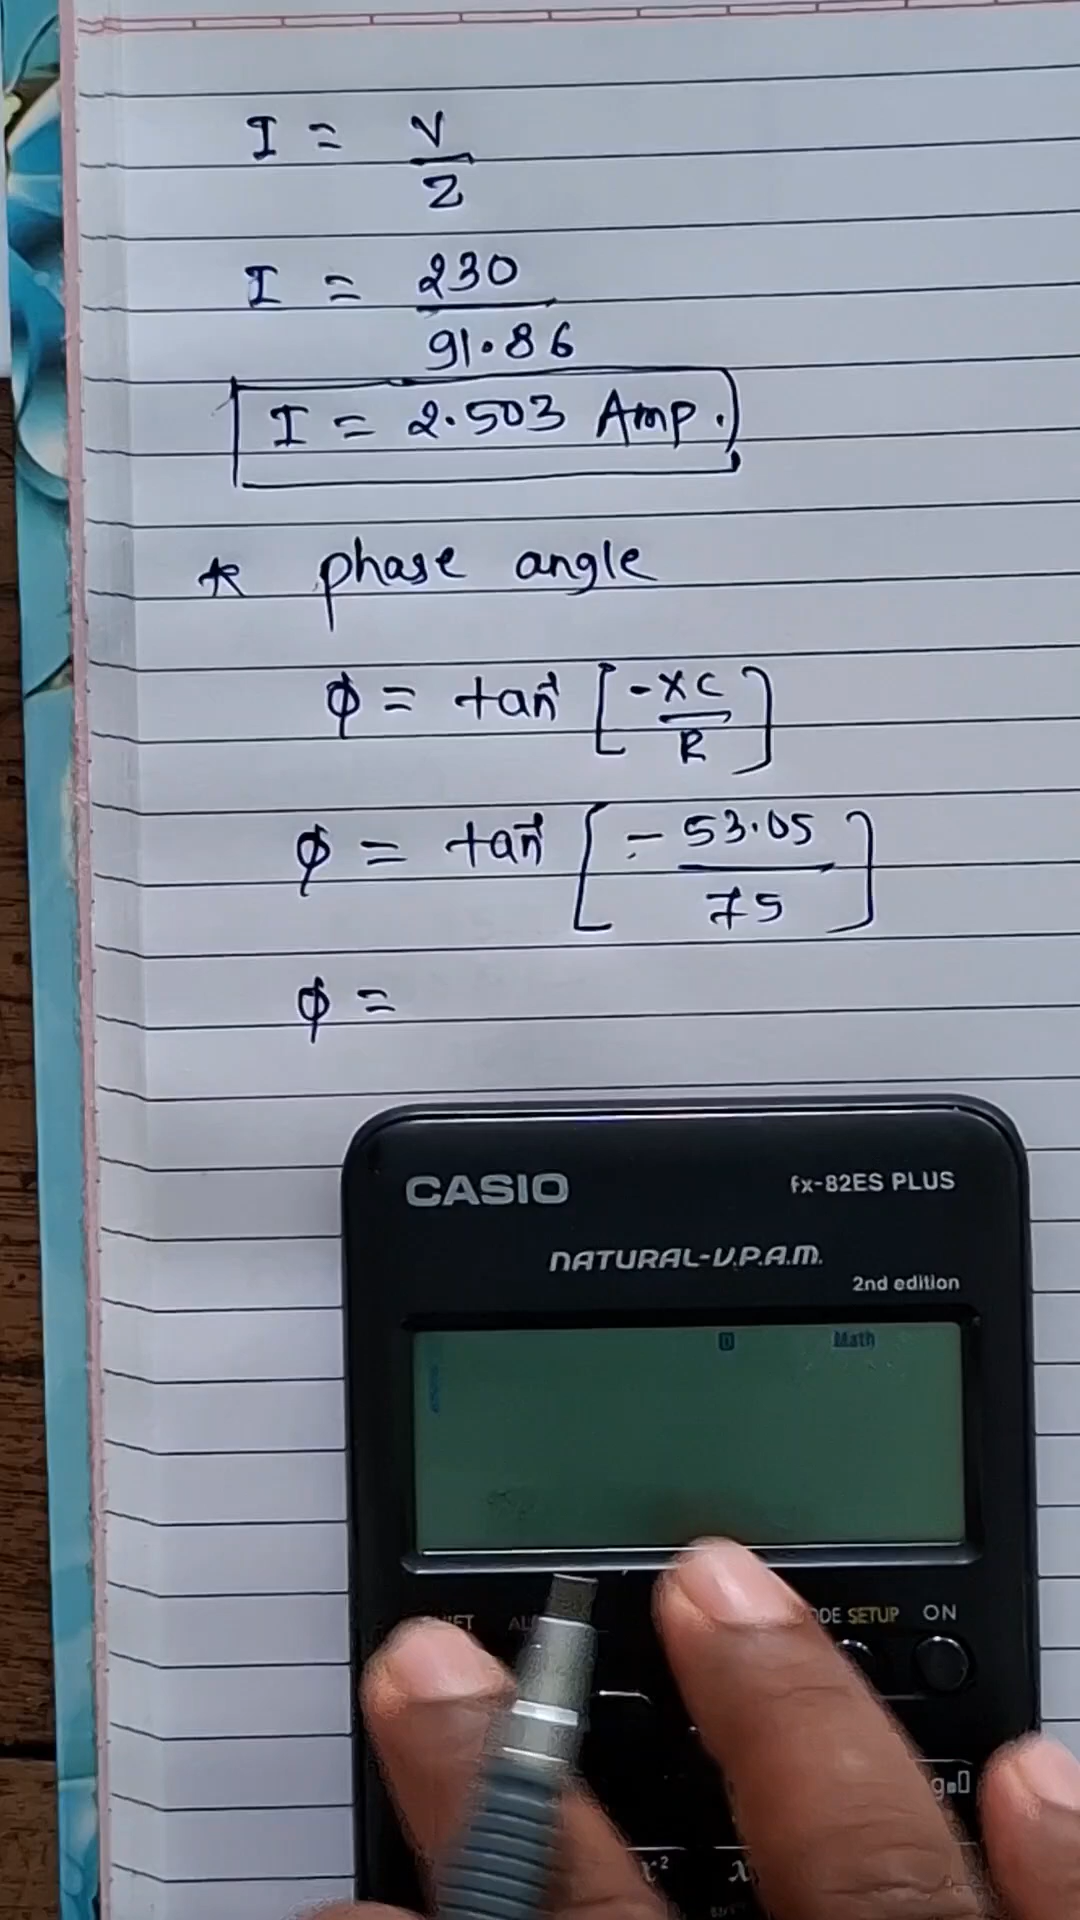 I = V/Z
I = 230/91.86
I = 2.503 Amp.
* phase angle
φ = tan⁻¹ [-XC/R]
φ = tan⁻¹ [-53.05/75]
φ =
CASIO fx-82ES PLUS
NATURAL-V.P.A.M.
2nd edition
D Math
SETUP ON
x²